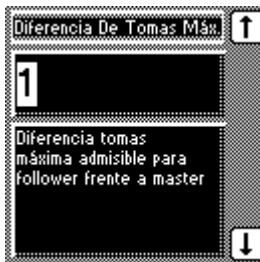 Diferencia De Tomas Máx.
1
Diferencia tomas
máxima admisible para
follower frente a master